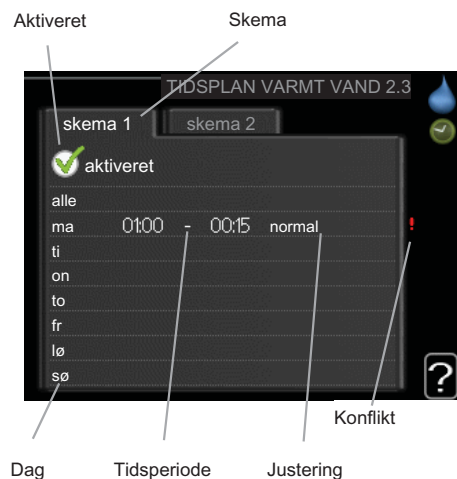 Aktiveret Skema
TIDSPLAN VARMT VAND 2.3
skema 1 skema 2
aktiveret
alle
ma 01:00 - 00:15 normal !
ti
on
to
fr
lø
sø
?
Konflikt
Dag Tidsperiode Justering